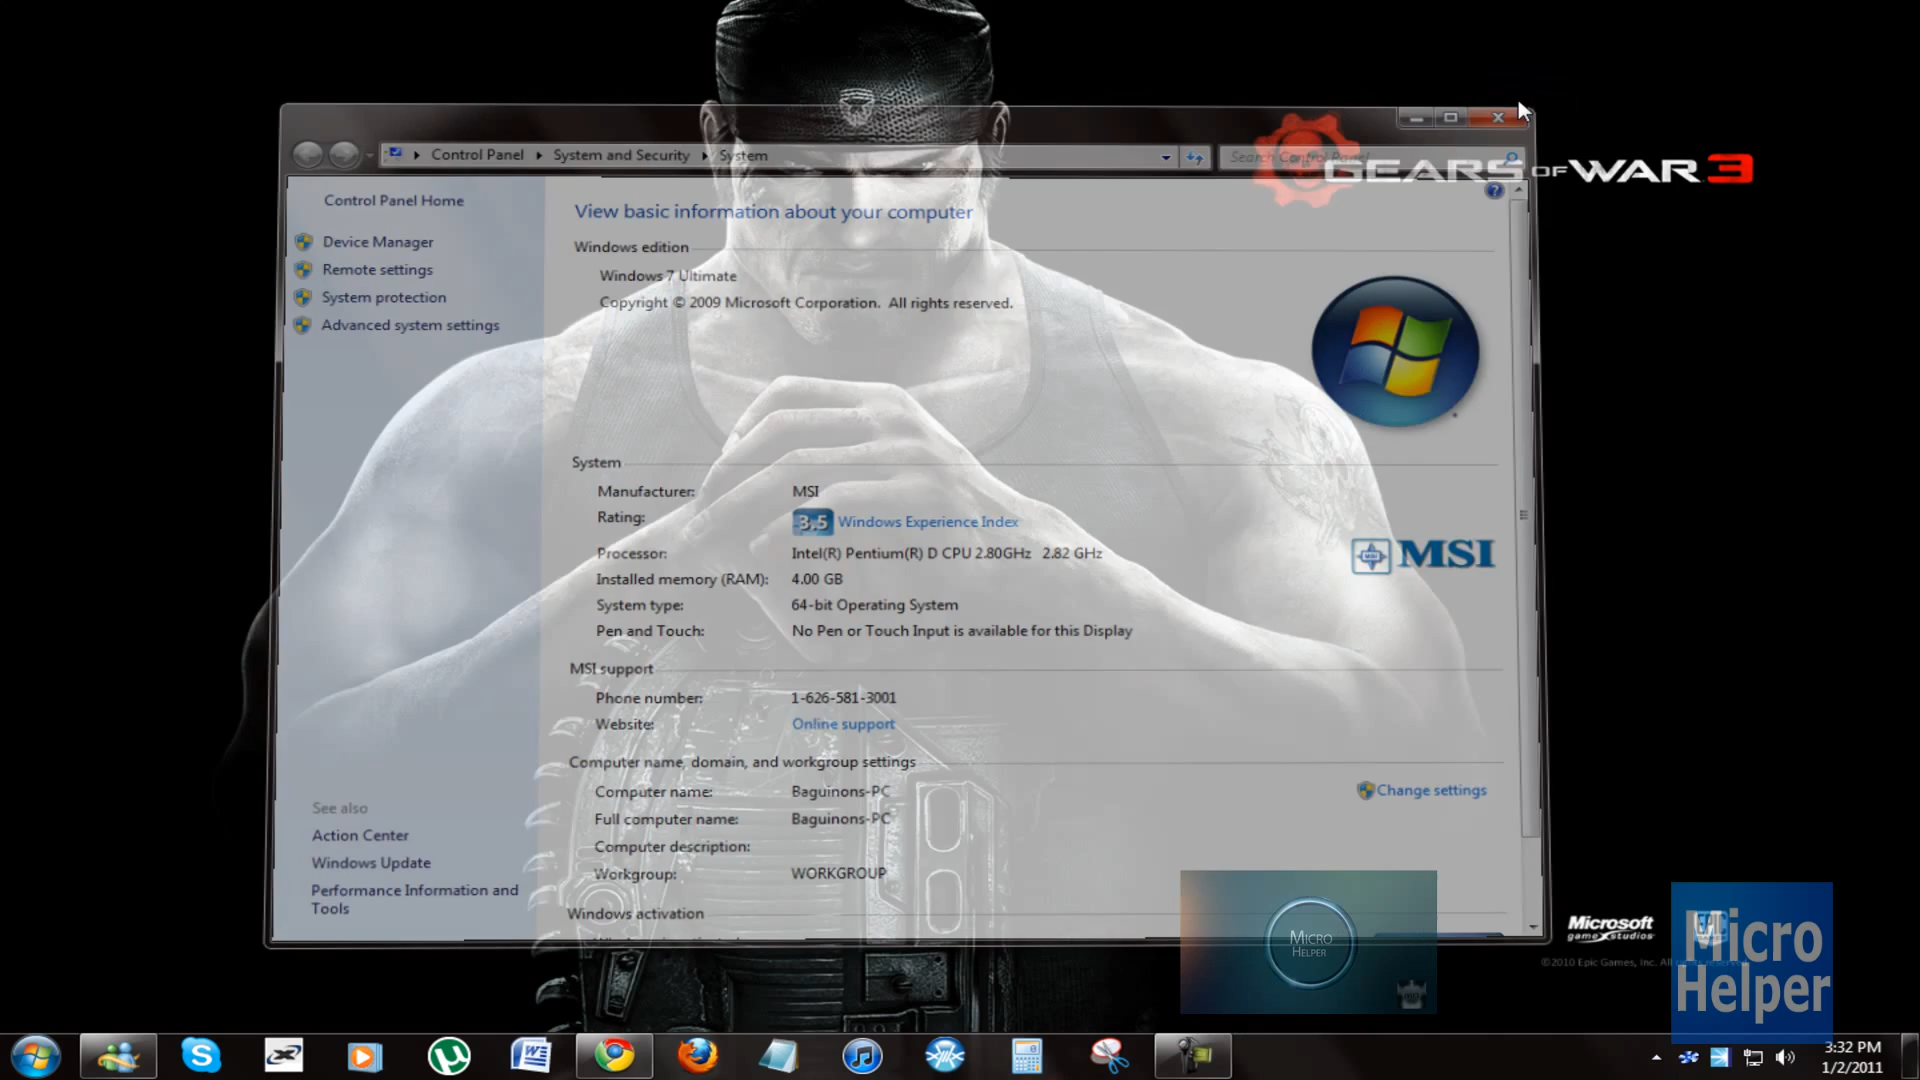 Control Panel ▸ System and Security ▸ System
Search Control Panel
GEARS OF WAR 3
Control Panel Home
Device Manager
Remote settings
System protection
Advanced system settings
View basic information about your computer
Windows edition
Windows 7 Ultimate
Copyright © 2009 Microsoft Corporation. All rights reserved.
System
Manufacturer: MSI
Rating: 3.5 Windows Experience Index
Processor: Intel(R) Pentium(R) D CPU 2.80GHz 2.82 GHz
Installed memory (RAM): 4.00 GB
System type: 64-bit Operating System
Pen and Touch: No Pen or Touch Input is available for this Display
MSI
MSI support
Phone number: 1-626-581-3001
Website: Online support
Computer name, domain, and workgroup settings
Computer name: Baguinons-PC
Change settings
Full computer name: Baguinons-PC
Computer description:
Workgroup: WORKGROUP
Windows activation
See also
Action Center
Windows Update
Performance Information and
Tools
MICRO
HELPER
Microsoft
game studios
©2010 Epic Games, Inc.
Micro
Helper
3:32 PM
1/2/2011